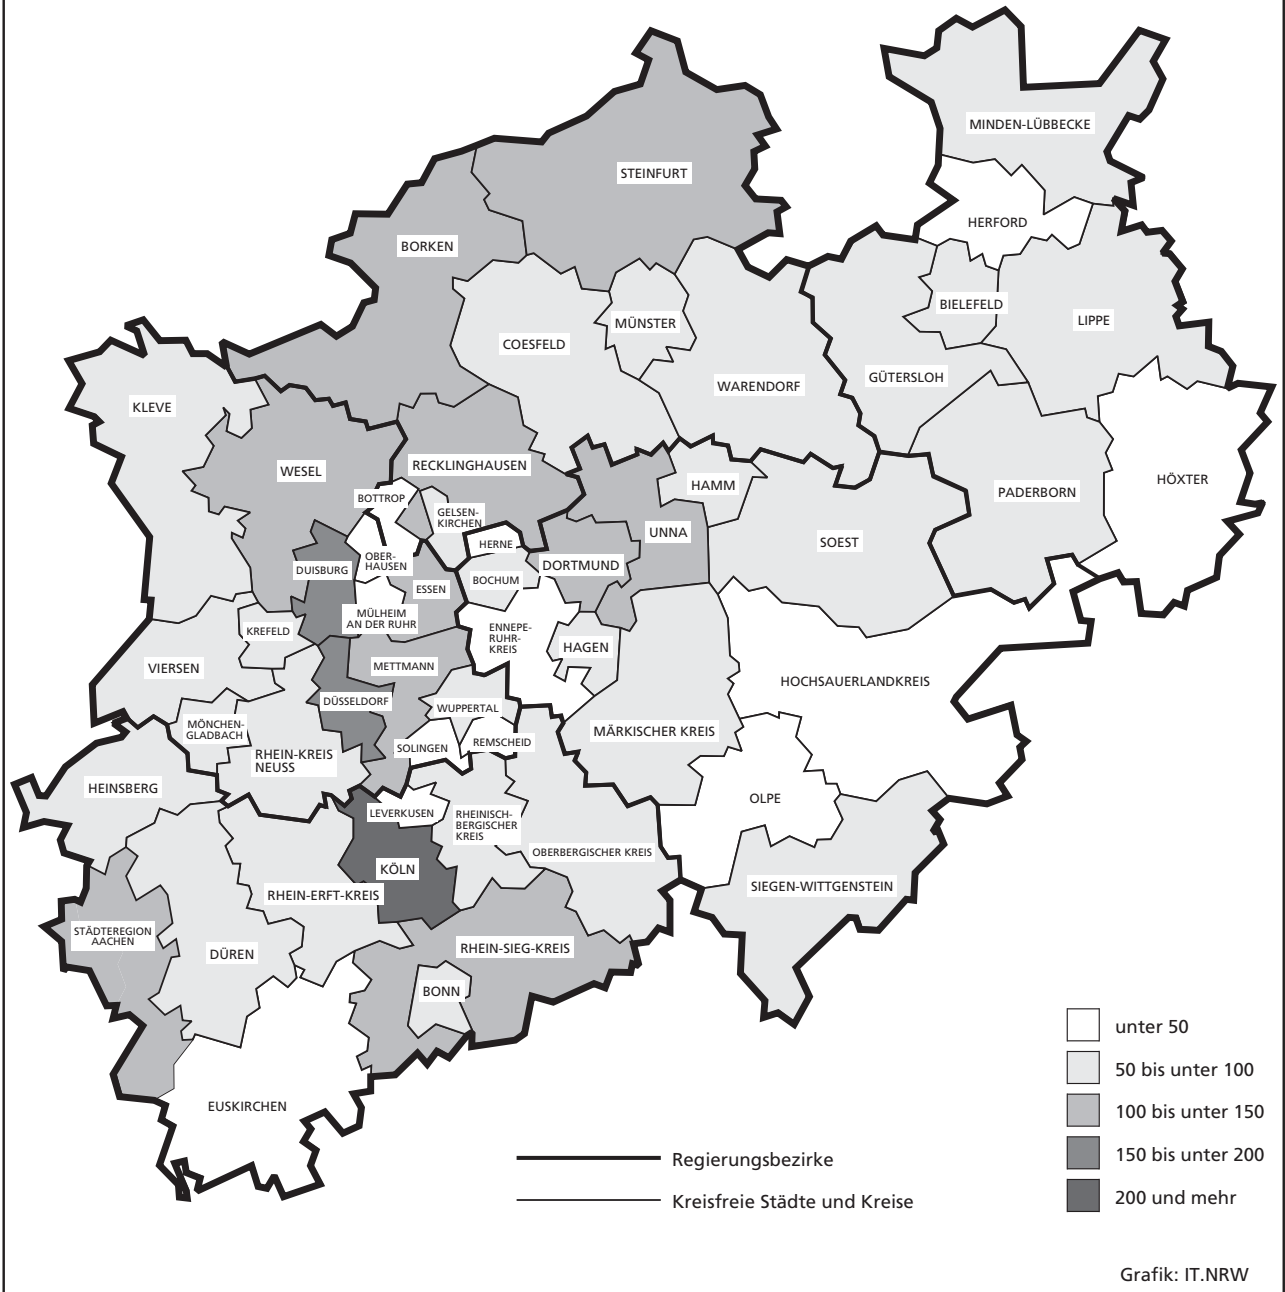 MINDEN-LÜBBECKE
STEINFURT
HERFORD
BORKEN
BIELEFELD
LIPPE
MÜNSTER
COESFELD
GÜTERSLOH
WARENDORF
KLEVE
RECKLINGHAUSEN
WESEL
HÖXTER
HAMM
PADERBORN
BOTTROP
GELSEN-
KIRCHEN
UNNA
SOEST
HERNE
OBER-
HAUSEN
DORTMUND
DUISBURG
BOCHUM
ESSEN
MÜLHEIM
AN DER RUHR
KREFELD
ENNEPE-
RUHR-
KREIS
HAGEN
VIERSEN
METTMANN
HOCHSAUERLANDKREIS
DÜSSELDORF
WUPPERTAL
MÖNCHEN-
GLADBACH
MÄRKISCHER KREIS
REMSCHEID
SOLINGEN
RHEIN-KREIS
NEUSS
HEINSBERG
OLPE
LEVERKUSEN
RHEINISCH-
BERGISCHER
KREIS
OBERBERGISCHER KREIS
KÖLN
SIEGEN-WITTGENSTEIN
RHEIN-ERFT-KREIS
STÄDTEREGION
AACHEN
RHEIN-SIEG-KREIS
DÜREN
BONN
EUSKIRCHEN
unter 50
50 bis unter 100
100 bis unter 150
150 bis unter 200
200 und mehr
Regierungsbezirke
Kreisfreie Städte und Kreise
Grafik: IT.NRW